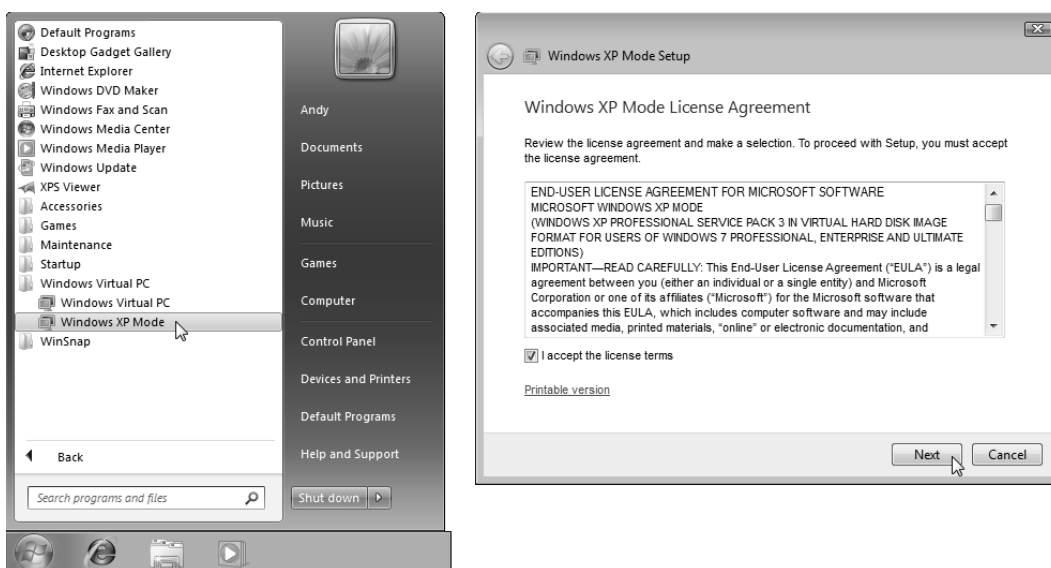 Default Programs
Desktop Gadget Gallery
Internet Explorer
Windows DVD Maker
Windows Fax and Scan
Windows Media Center
Windows Media Player
Windows Update
XPS Viewer
Accessories
Games
Maintenance
Startup
Windows Virtual PC
Windows Virtual PC
Windows XP Mode
WinSnap
Back
Search programs and files
Andy
Documents
Pictures
Music
Games
Computer
Control Panel
Devices and Printers
Default Programs
Help and Support
Shut down
Windows XP Mode Setup
Windows XP Mode License Agreement
Review the license agreement and make a selection. To proceed with Setup, you must accept
the license agreement.
END-USER LICENSE AGREEMENT FOR MICROSOFT SOFTWARE
MICROSOFT WINDOWS XP MODE
(WINDOWS XP PROFESSIONAL SERVICE PACK 3 IN VIRTUAL HARD DISK IMAGE
FORMAT FOR USERS OF WINDOWS 7 PROFESSIONAL, ENTERPRISE AND ULTIMATE
EDITIONS)
IMPORTANT—READ CAREFULLY: This End-User License Agreement (“EULA”) is a legal
agreement between you (either an individual or a single entity) and Microsoft
Corporation or one of its affiliates (“Microsoft”) for the Microsoft software that
accompanies this EULA, which includes computer software and may include
associated media, printed materials, “online” or electronic documentation, and
I accept the license terms
Printable version
Next
Cancel